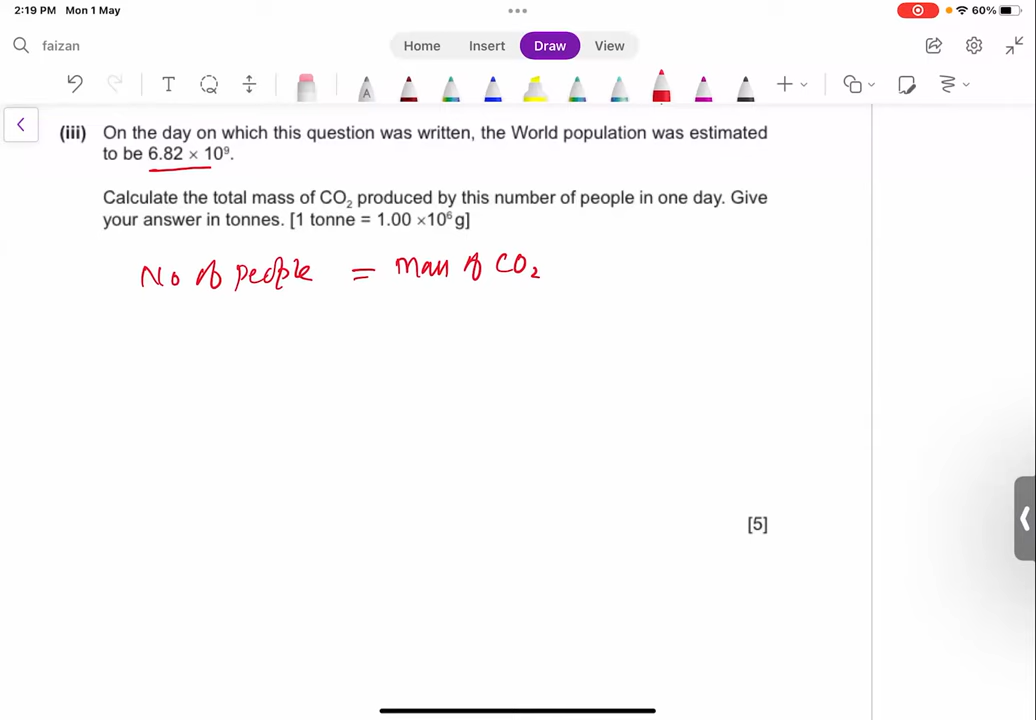 2:19 PM Mon 1 May
60%
faizan
Home Insert Draw View
T
A
(iii) On the day on which this question was written, the World population was estimated
to be 6.82 × 10⁹.
Calculate the total mass of CO₂ produced by this number of people in one day. Give
your answer in tonnes. [1 tonne = 1.00 ×10⁶ g]
No of people = mass of CO₂
[5]